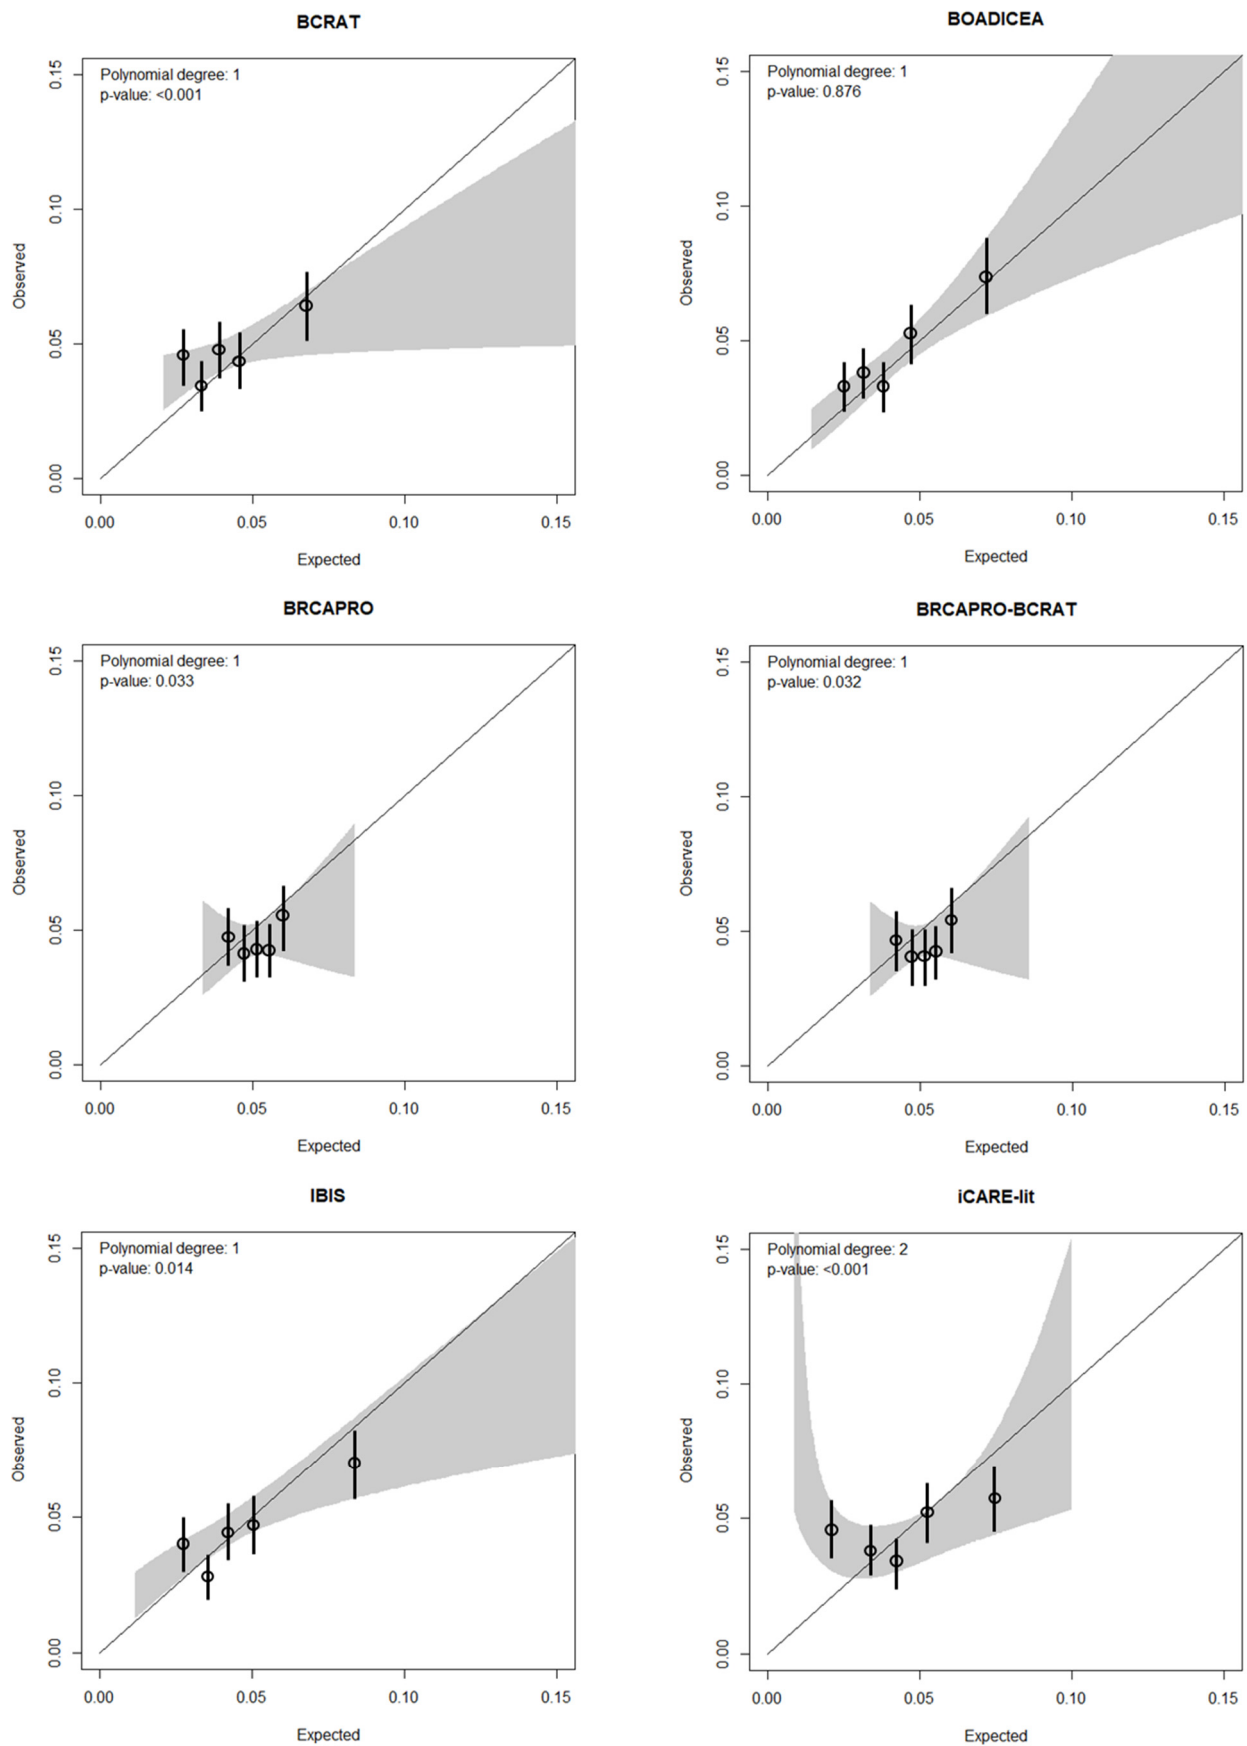 BCRAT
Polynomial degree: 1
p-value: <0.001
0.15
0.10
0.05
0.00
Observed
0.00 0.05 0.10 0.15
Expected
BOADICEA
Polynomial degree: 1
p-value: 0.876
0.15
0.10
0.05
0.00
Observed
0.00 0.05 0.10 0.15
Expected
BRCAPRO
Polynomial degree: 1
p-value: 0.033
0.15
0.10
0.05
0.00
Observed
0.00 0.05 0.10 0.15
Expected
BRCAPRO-BCRAT
Polynomial degree: 1
p-value: 0.032
0.15
0.10
0.05
0.00
Observed
0.00 0.05 0.10 0.15
Expected
IBIS
Polynomial degree: 1
p-value: 0.014
0.15
0.10
0.05
0.00
Observed
0.00 0.05 0.10 0.15
Expected
iCARE-lit
Polynomial degree: 2
p-value: <0.001
0.15
0.10
0.05
0.00
Observed
0.00 0.05 0.10 0.15
Expected